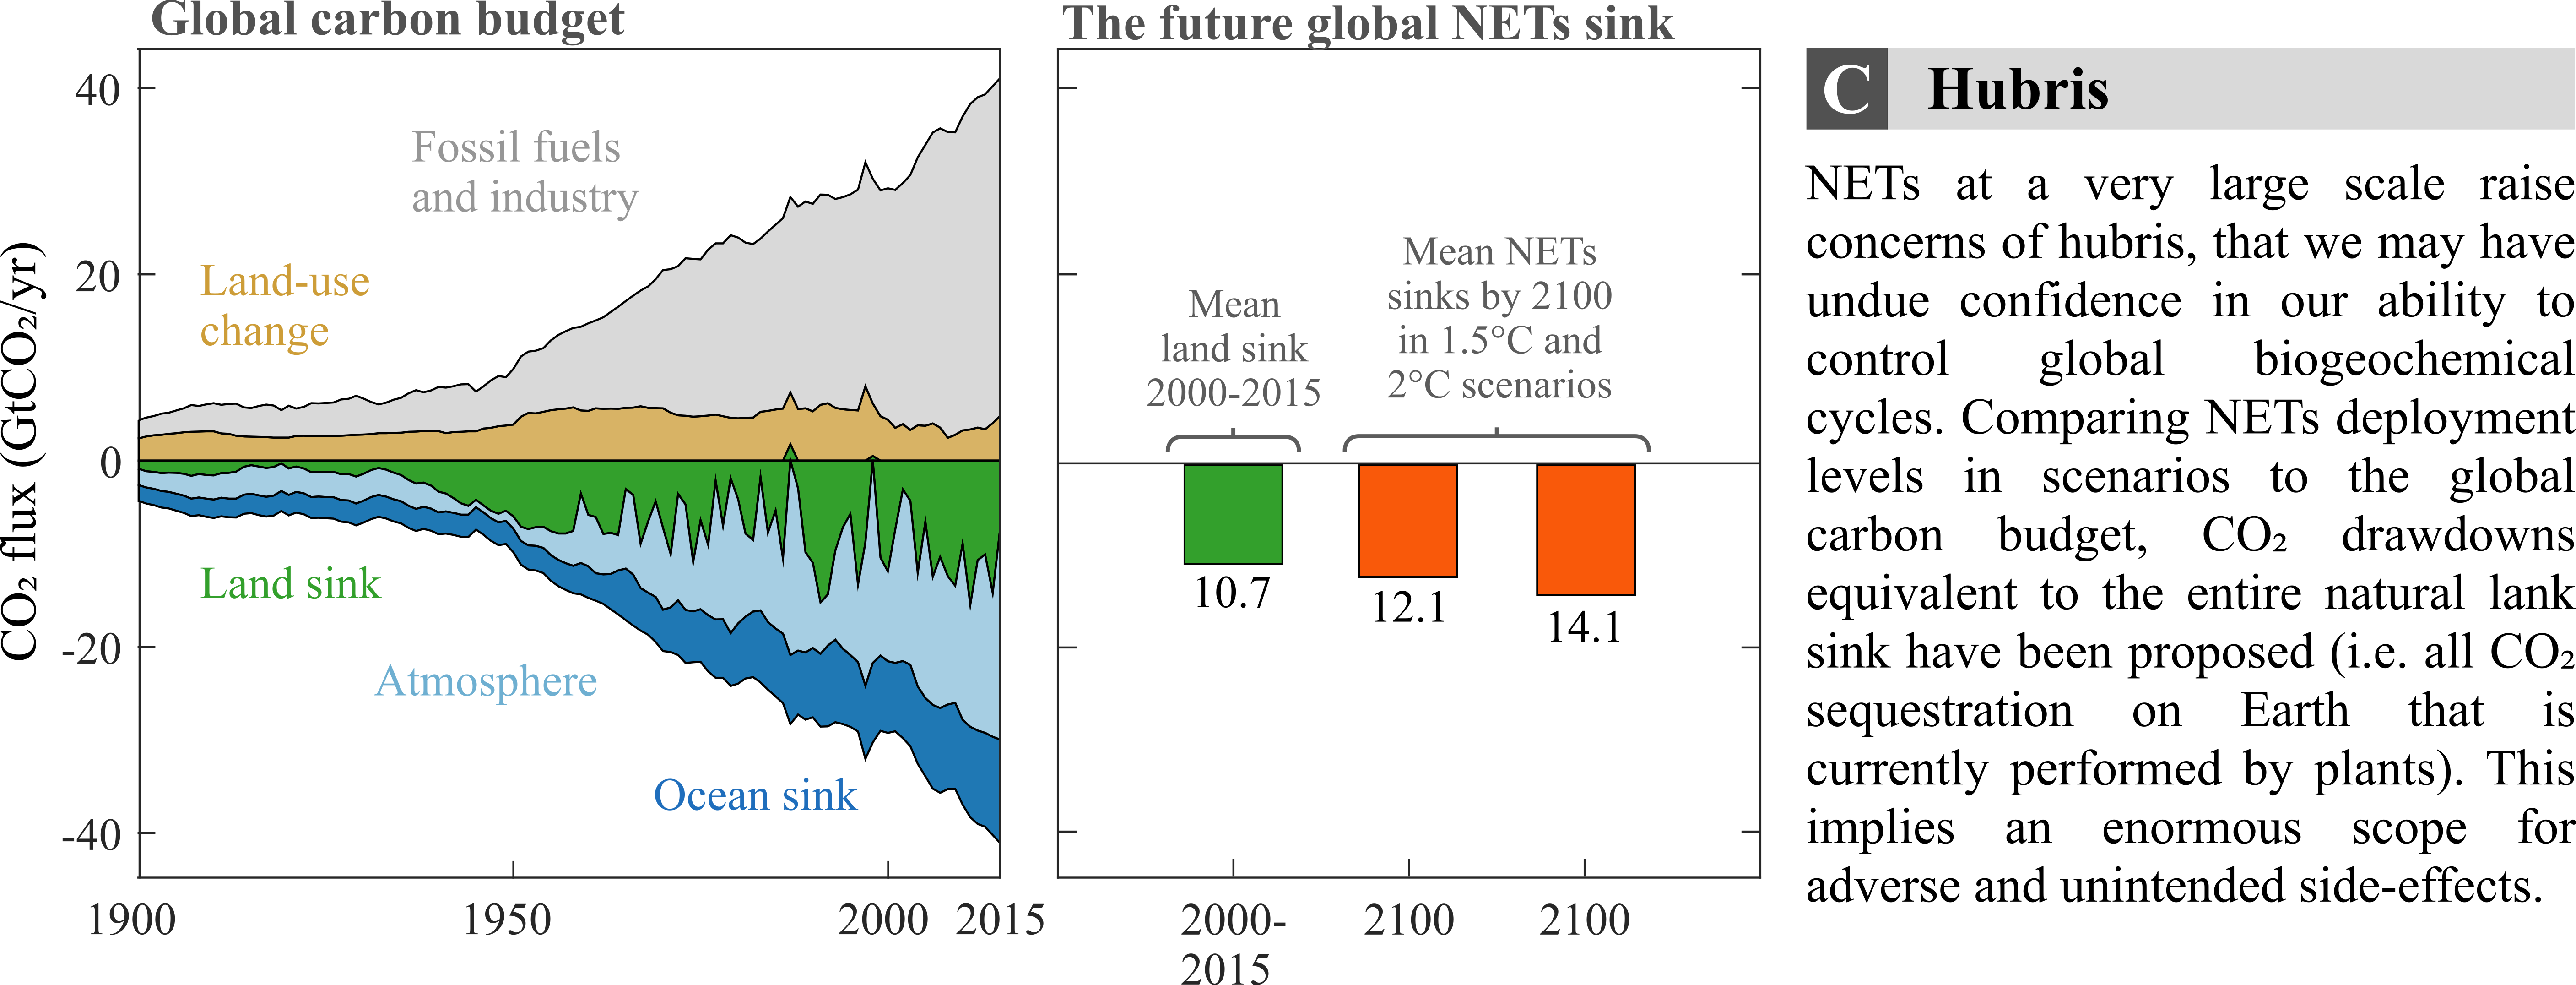 Global carbon budget
40
20
0
-20
-40
CO₂ flux (GtCO₂/yr)
Fossil fuels
and industry
Land-use
change
Land sink
Atmosphere
Ocean sink
1900
1950
2000
2015
The future global NETs sink
Mean
land sink
2000-2015
Mean NETs
sinks by 2100
in 1.5°C and
2°C scenarios
10.7
12.1
14.1
2000-
2015
2100
2100
C Hubris
NETs at a very large scale raise
concerns of hubris, that we may have
undue confidence in our ability to
control global biogeochemical
cycles. Comparing NETs deployment
levels in scenarios to the global
carbon budget, CO₂ drawdowns
equivalent to the entire natural lank
sink have been proposed (i.e. all CO₂
sequestration on Earth that is
currently performed by plants). This
implies an enormous scope for
adverse and unintended side-effects.